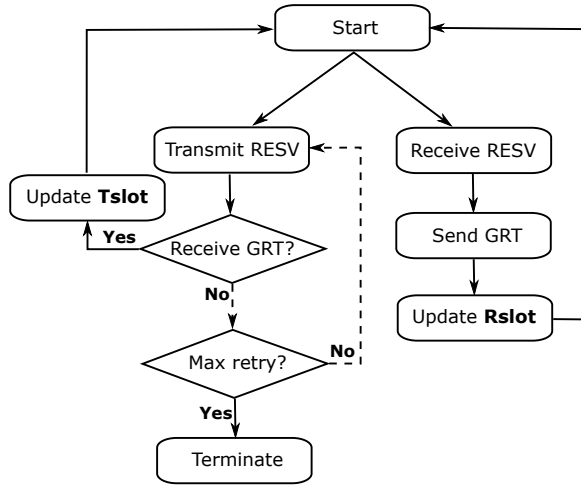 Start
Transmit RESV
Receive RESV
Update Tslot
Yes
Receive GRT?
Send GRT
No
Update Rslot
Max retry?
No
Yes
Terminate